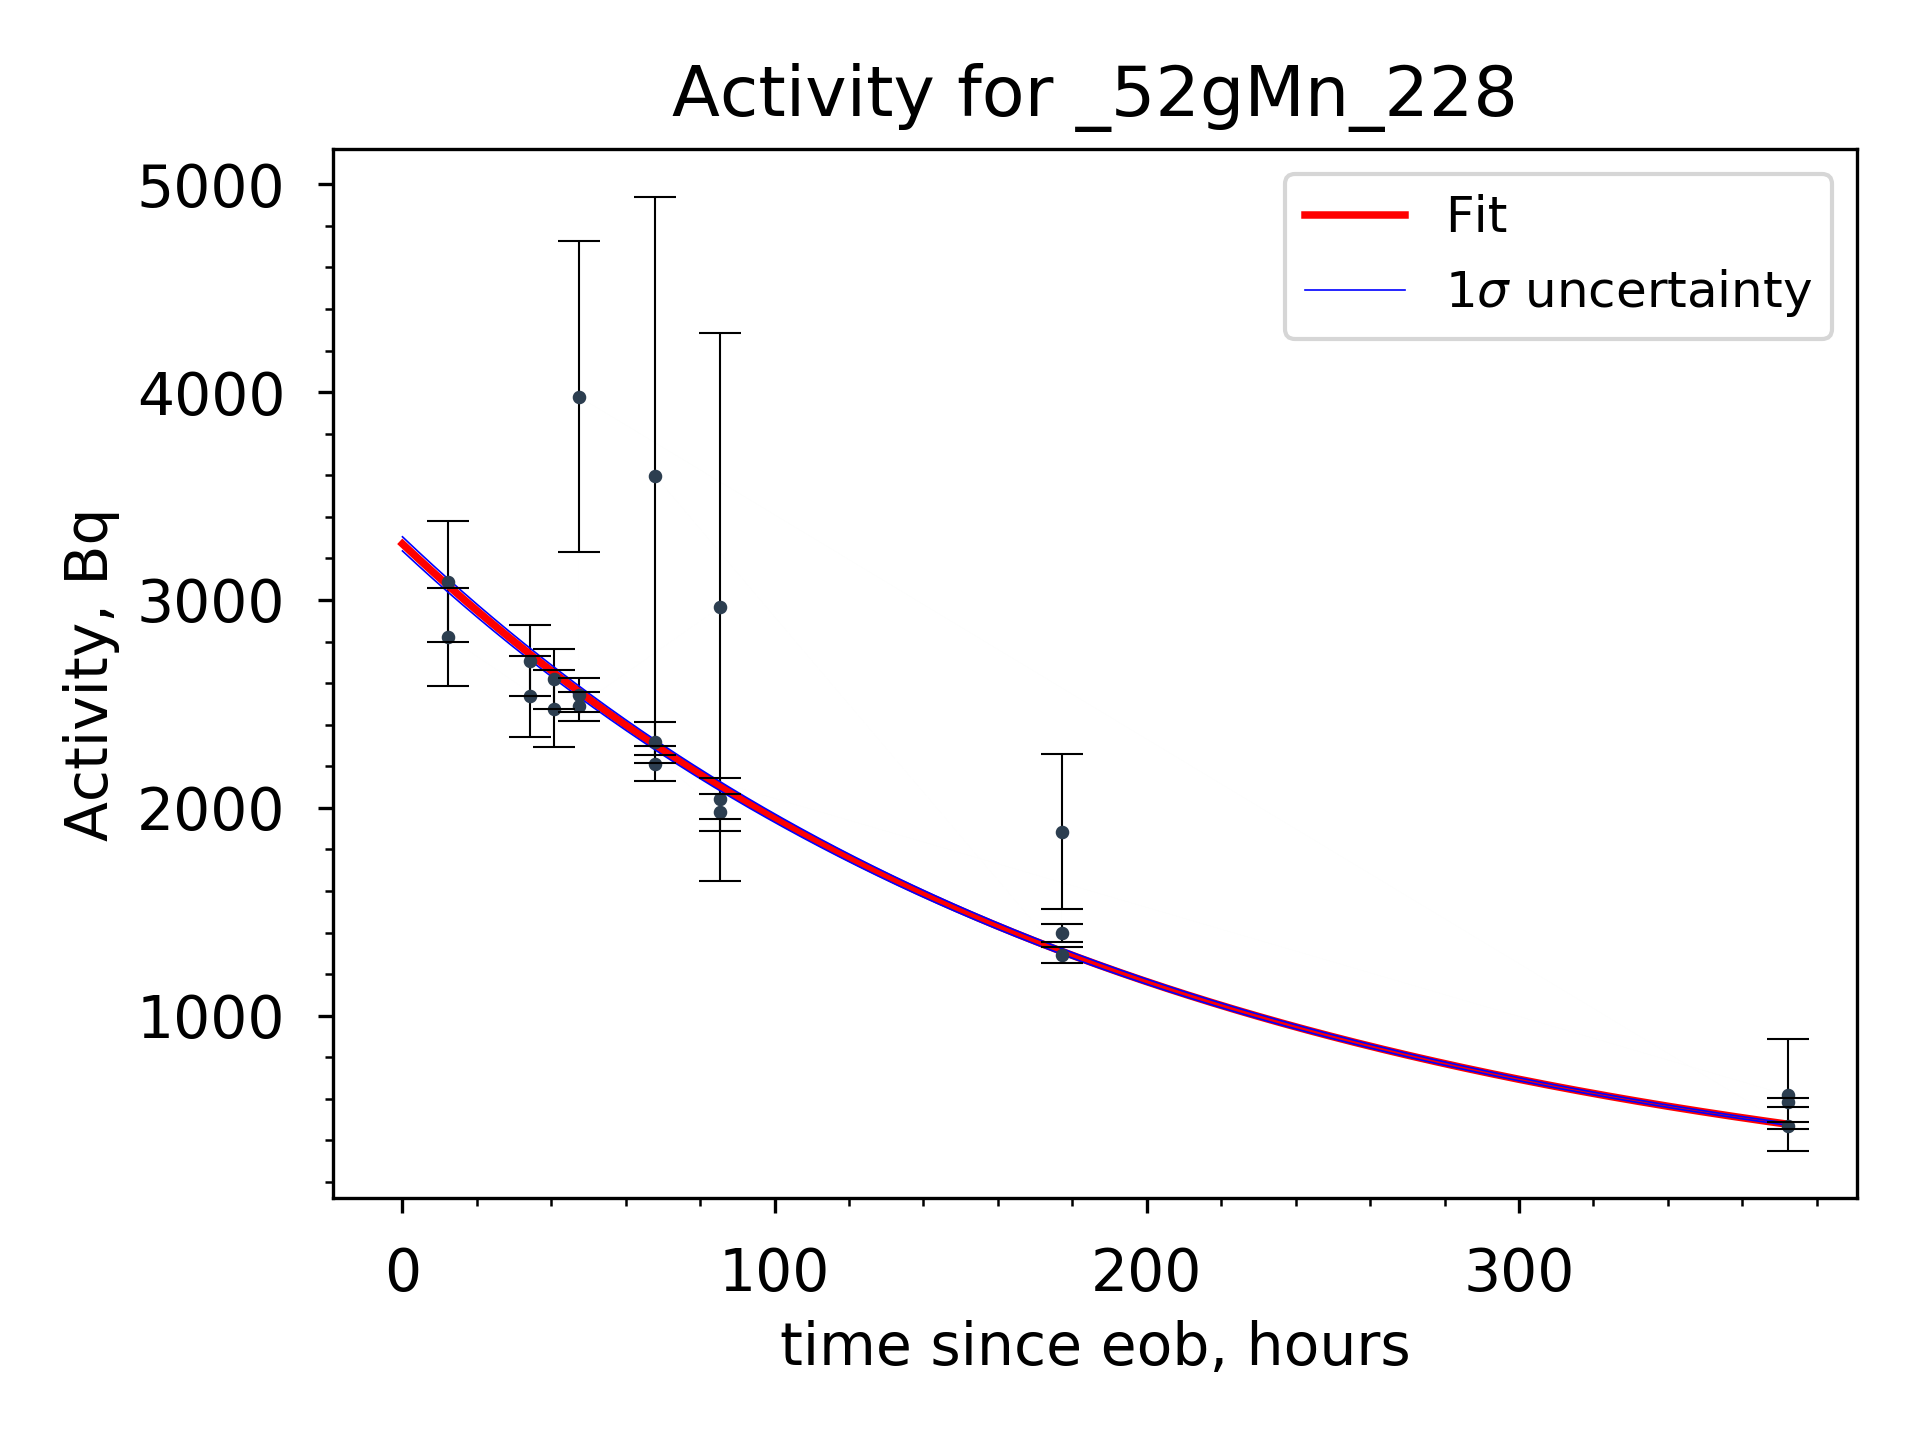 Activity for _52gMn_228
Fit
1σ uncertainty
Activity, Bq
5000
4000
3000
2000
1000
0 100 200 300
time since eob, hours